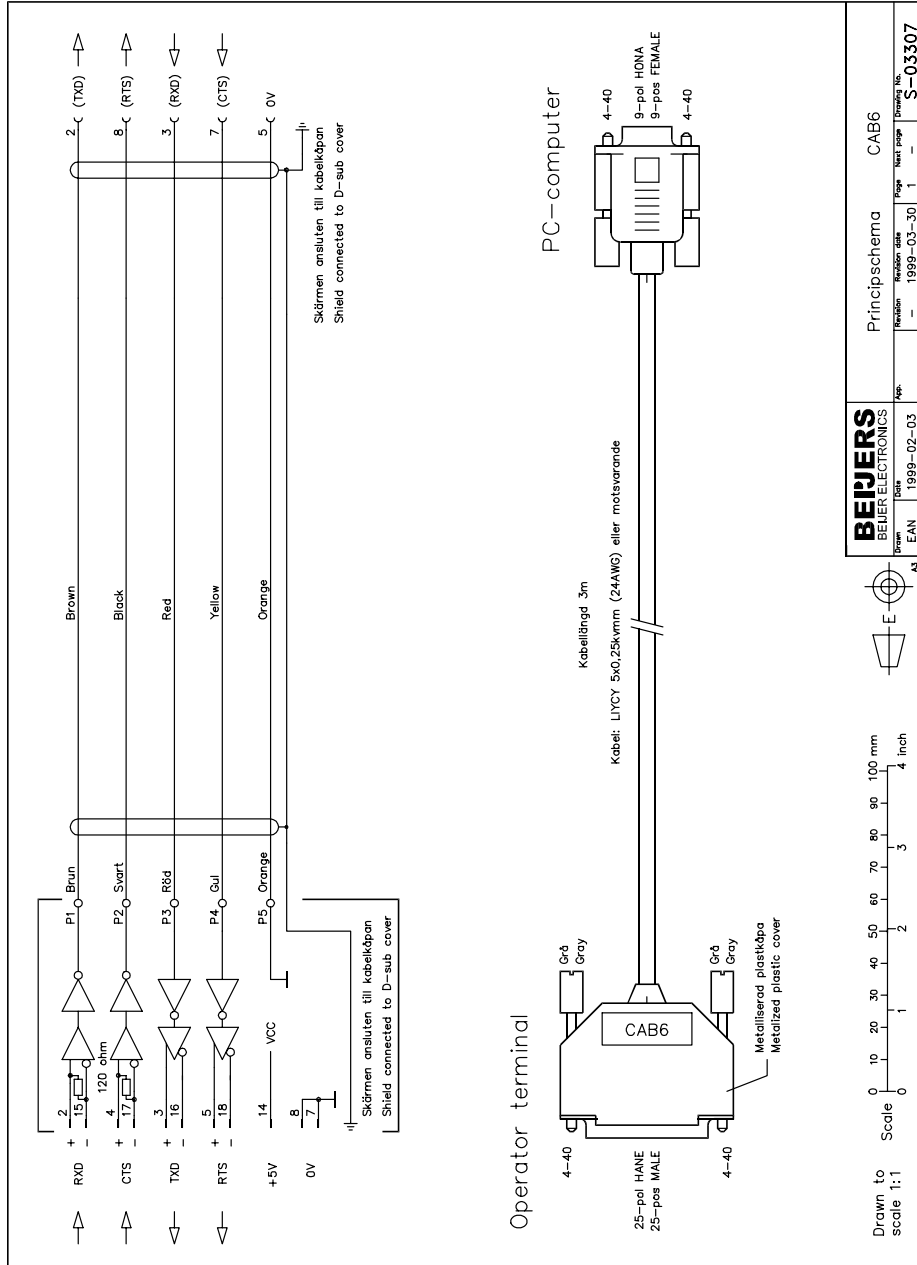 RXD + 2 P1 Brun Brown 2 (TXD)
- 15
120 ohm
CTS + 4 P2 Svart Black 8 (RTS)
- 17
TXD + 3 P3 Röd Red 3 (RXD)
- 16
RTS + 5 P4 Gul Yellow 7 (CTS)
- 18
+5V 14 VCC P5 Orange Orange 5 0V
0V 8
7
Skärmen ansluten till kabelkåpan
Shield connected to D-sub cover
Skärmen ansluten till kabelkåpan
Shield connected to D-sub cover
Operator terminal
PC-computer
4-40
25-pol HANE
25-pos MALE
4-40
CAB6
Grå
Gray
Grå
Gray
Metalliserad plastkåpa
Metalized plastic cover
Kabellängd 3m
Kabel: LIYCY 5x0,25kvmm (24AWG) eller motsvarande
4-40
9-pol HONA
9-pos FEMALE
4-40
Drawn to
scale 1:1
Scale
0 10 20 30 40 50 60 70 80 90 100 mm
0 1 2 3 4 inch
E
A3
BEIJERS
BEIJER ELECTRONICS
Principschema CAB6
Drawn Date App. Revision Revision date Page Next page Drawing No.
EAN 1999-02-03 - 1999-03-30 1 - S-03307